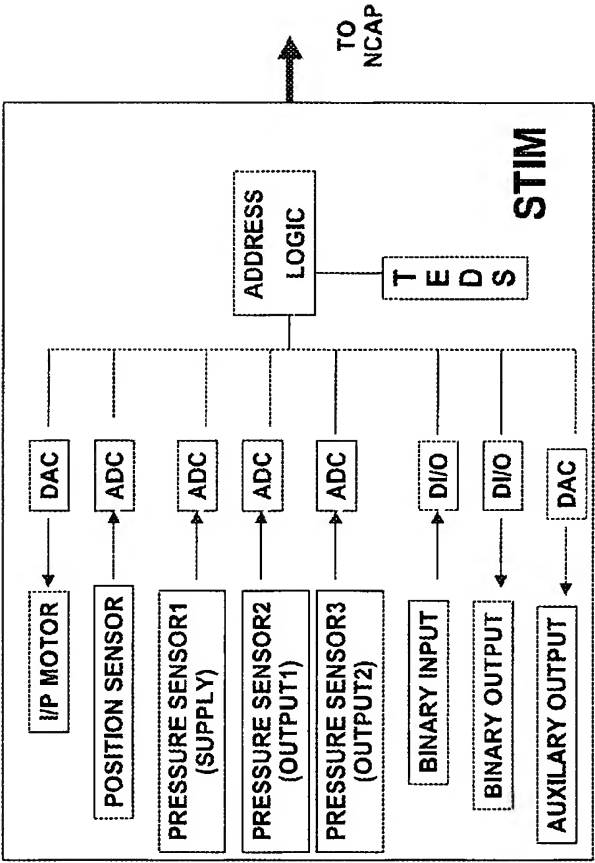 I/P MOTOR
DAC
POSITION SENSOR
ADC
PRESSURE SENSOR1
(SUPPLY)
ADC
PRESSURE SENSOR2
(OUTPUT1)
ADC
PRESSURE SENSOR3
(OUTPUT2)
ADC
BINARY INPUT
DI/O
BINARY OUTPUT
DI/O
AUXILARY OUTPUT
DAC
ADDRESS
LOGIC
T
E
D
S
STIM
TO
NCAP